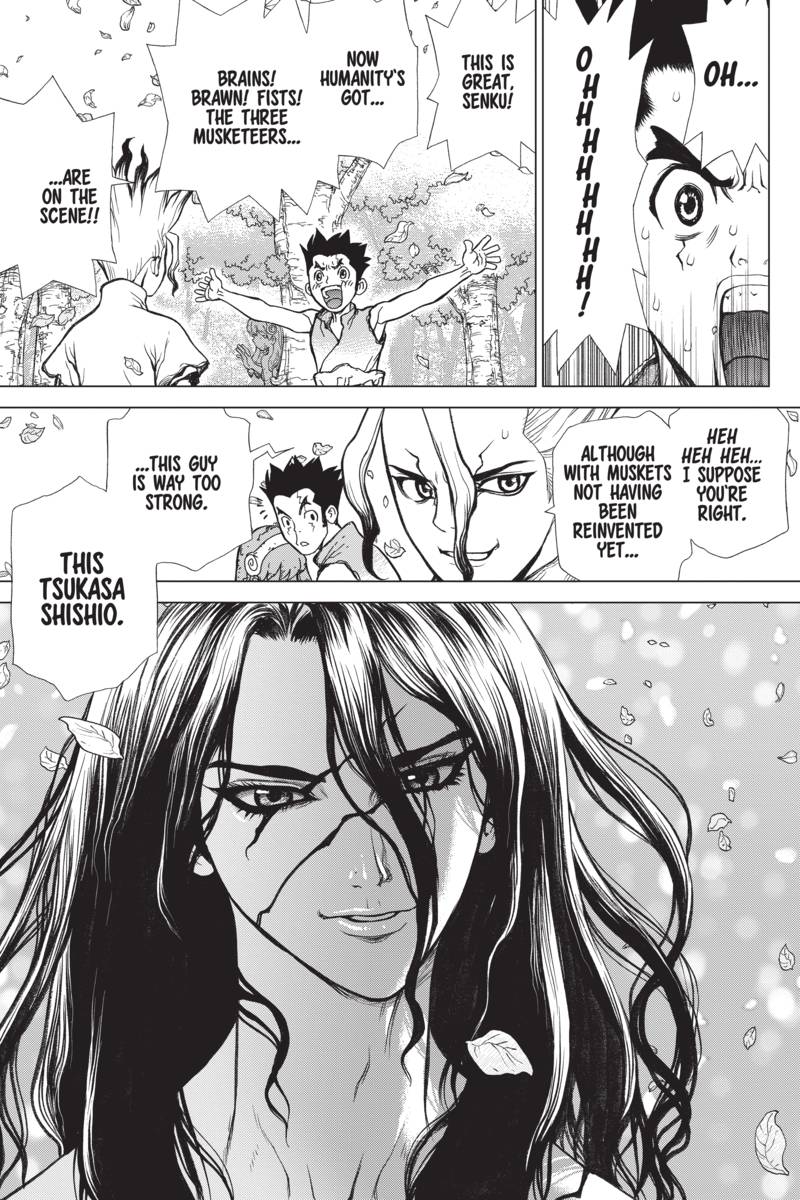 OH...
OHHHHHHHH!
THIS IS
GREAT,
SENKU!
NOW
HUMANITY'S
GOT...
BRAINS!
BRAWN! FISTS!
THE THREE
MUSKETEERS...
...ARE
ON THE
SCENE!!
HEH
HEH HEH...
I SUPPOSE
YOU'RE
RIGHT.
ALTHOUGH
WITH MUSKETS
NOT HAVING
BEEN
REINVENTED
YET...
...THIS GUY
IS WAY TOO
STRONG.
THIS
TSUKASA
SHISHIO.